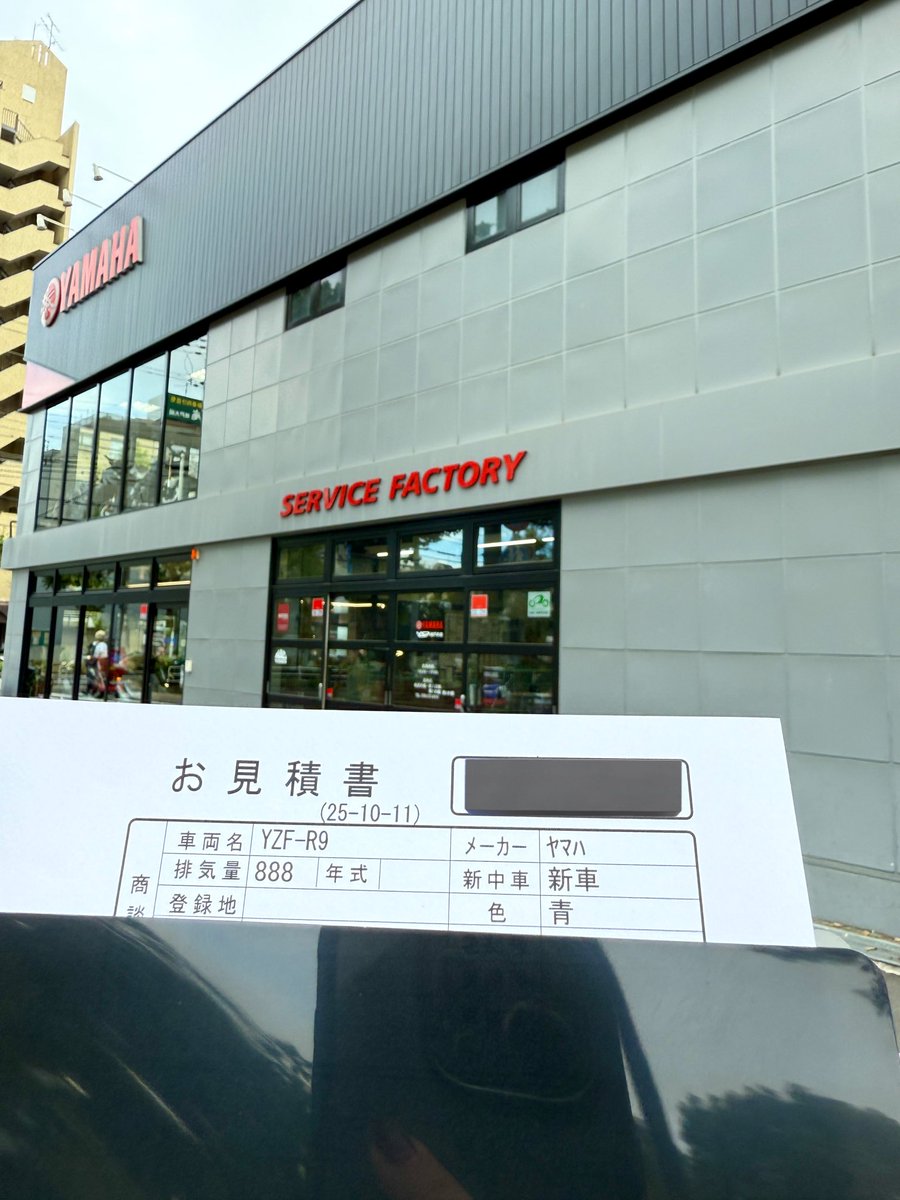 YAMAHA
SERVICE FACTORY
YAMAHA
お見積書
(25-10-11)
車両名 YZF-R9 メーカー ヤマハ
排気量 888 年式 新中車 新車
商談 登録地 色 青